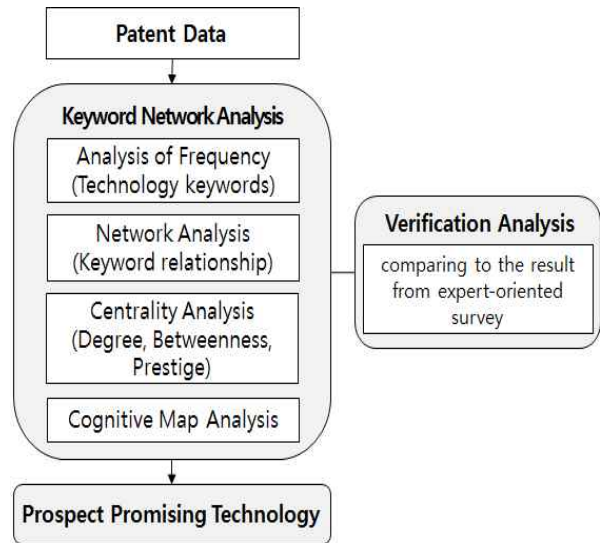 Patent Data
Keyword Network Analysis
Analysis of Frequency
(Technology keywords)
Network Analysis
(Keyword relationship)
Centrality Analysis
(Degree, Betweenness,
Prestige)
Cognitive Map Analysis
Verification Analysis
comparing to the result
from expert-oriented
survey
Prospect Promising Technology